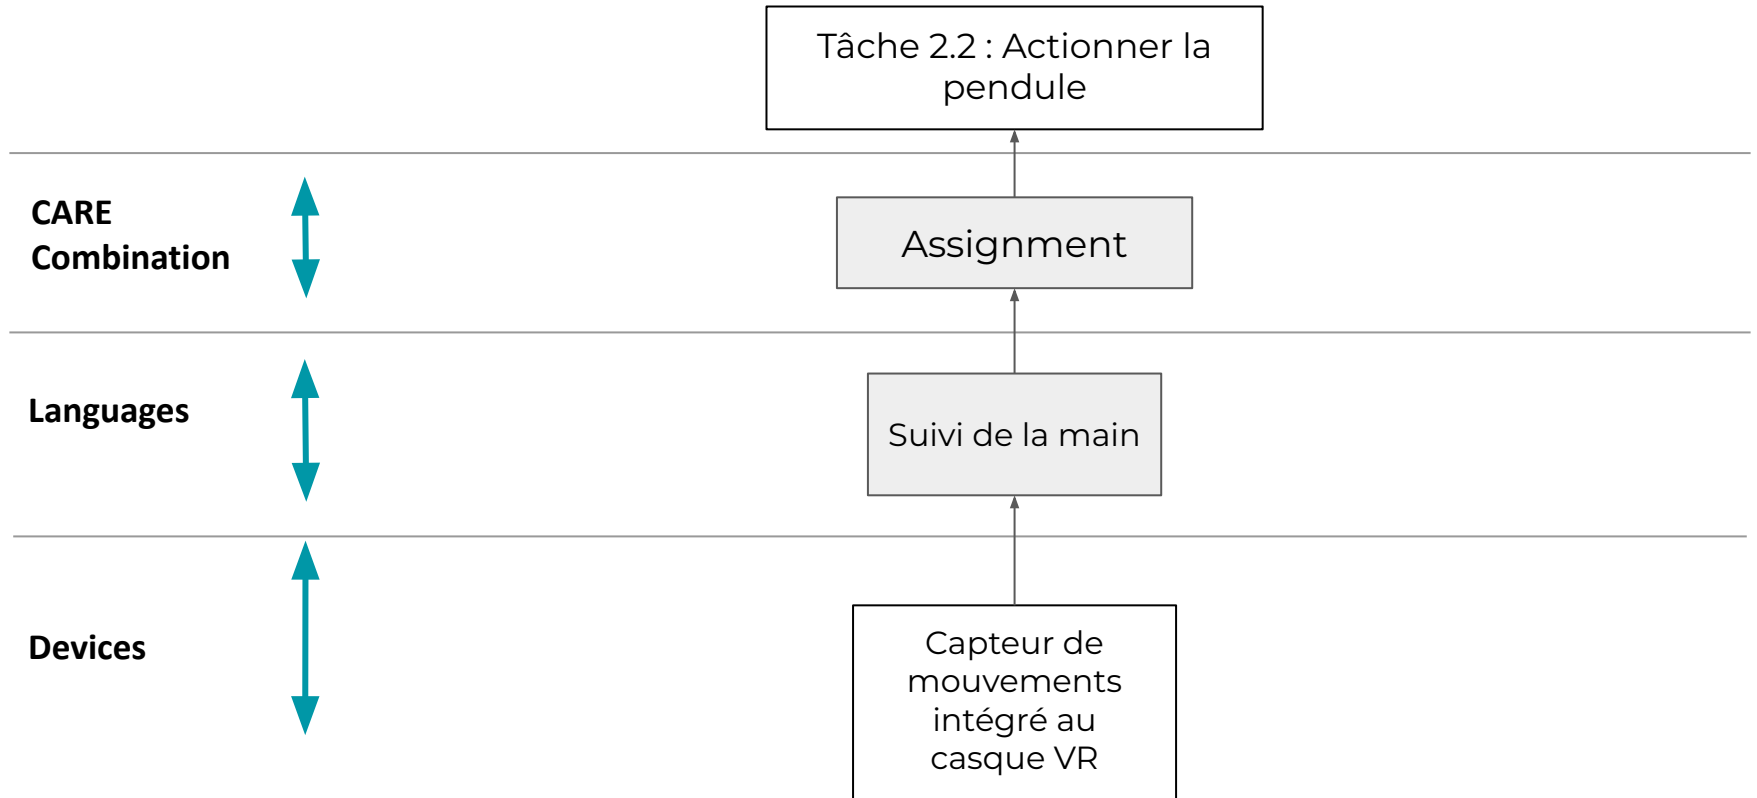 Tâche 2.2 : Actionner la
pendule
CARE
Combination
Assignment
Languages
Suivi de la main
Devices
Capteur de
mouvements
intégré au
casque VR